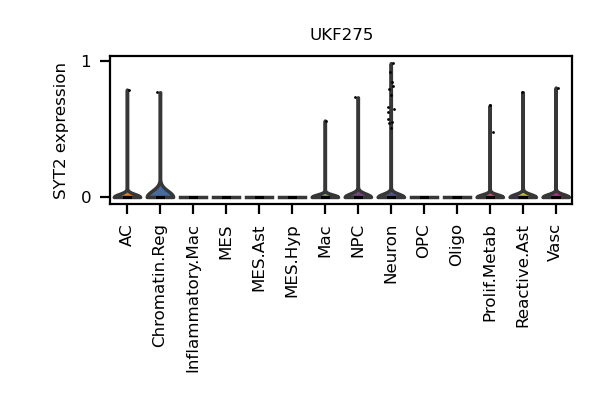 UKF275
SYT2 expression
1
0
AC
Chromatin.Reg
Inflammatory.Mac
MES
MES.Ast
MES.Hyp
Mac
NPC
Neuron
OPC
Oligo
Prolif.Metab
Reactive.Ast
Vasc